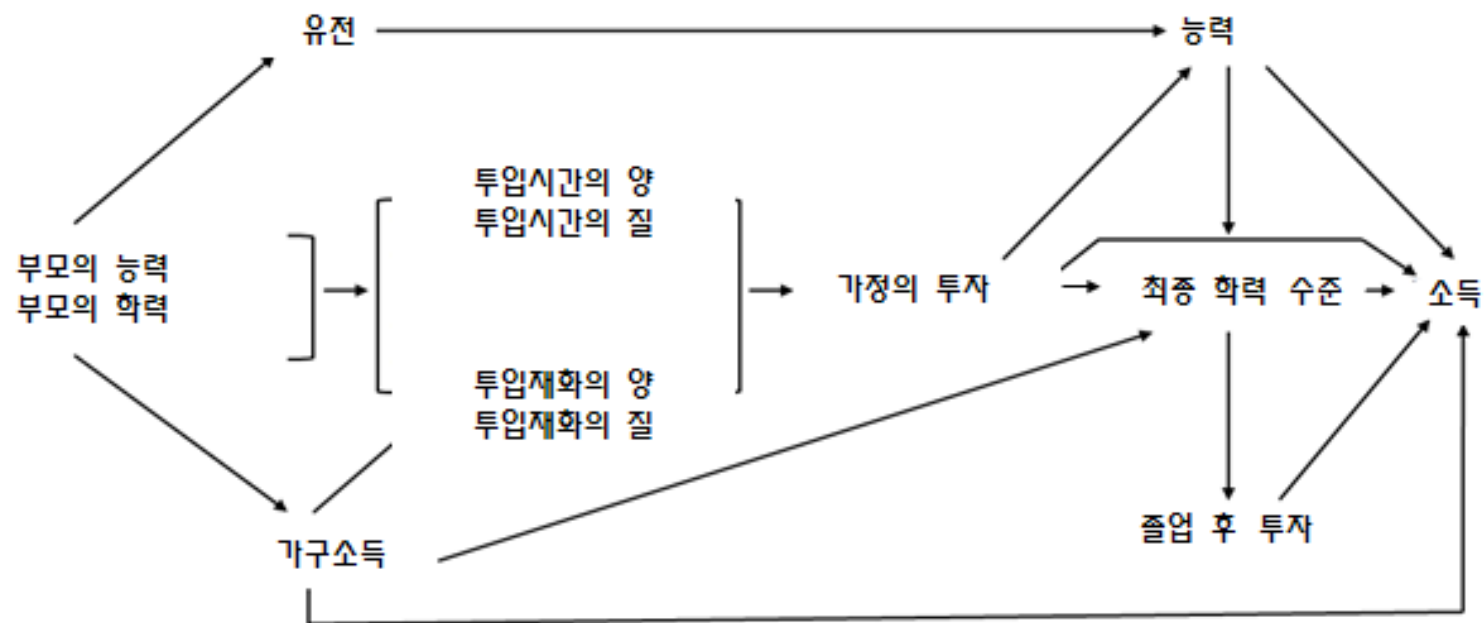 유전
능력
투입시간의 양
투입시간의 질
부모의 능력
부모의 학력
가정의 투자
최종 학력 수준
소득
투입재화의 양
투입재화의 질
졸업 후 투자
가구소득